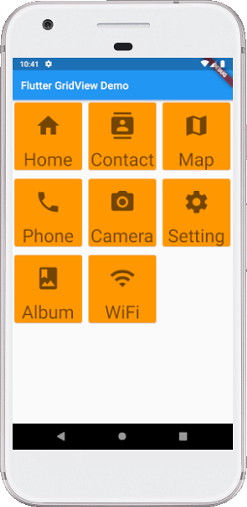 10:41
Flutter GridView Demo
Home Contact Map
Phone Camera Setting
Album WiFi